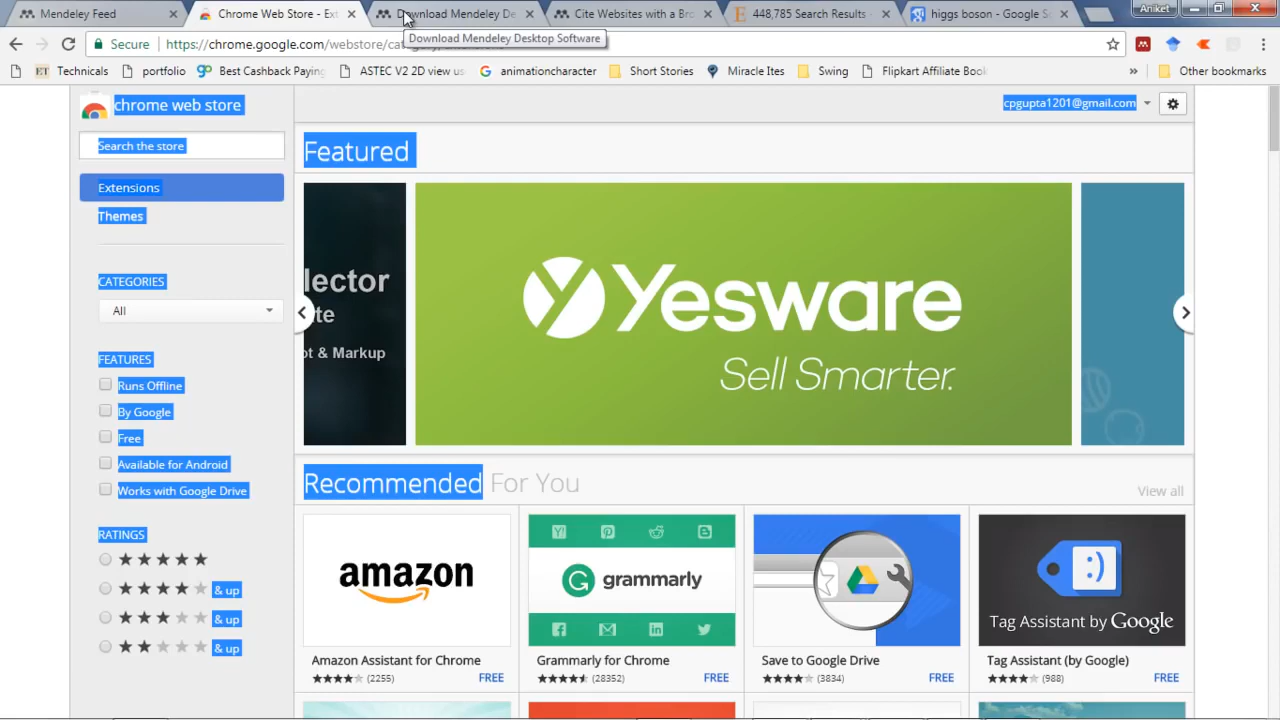 Mendeley Feed
Chrome Web Store - Ext
Download Mendeley De
Cite Websites with a Bro
448,785 Search Results
higgs boson - Google S
Aniket
Secure
https://chrome.google.com/webstore/cat
Download Mendeley Desktop Software
ET Technicals
portfolio
Best Cashback Paying
ASTEC V2 2D view us
animationcharacter
Short Stories
Miracle Ites
Swing
Flipkart Affiliate Boo
»
Other bookmarks
chrome web store
cpgupta1201@gmail.com
Search the store
Featured
Extensions
Themes
CATEGORIES
All
FEATURES
Runs Offline
By Google
Free
Available for Android
Works with Google Drive
RATINGS
& up
& up
& up
lector
te
ot & Markup
Yesware
Sell Smarter.
Recommended For You
View all
amazon
grammarly
Tag Assistant by Google
Amazon Assistant for Chrome
(2255)
FREE
Grammarly for Chrome
(28352)
FREE
Save to Google Drive
(3834)
FREE
Tag Assistant (by Google)
(988)
FREE